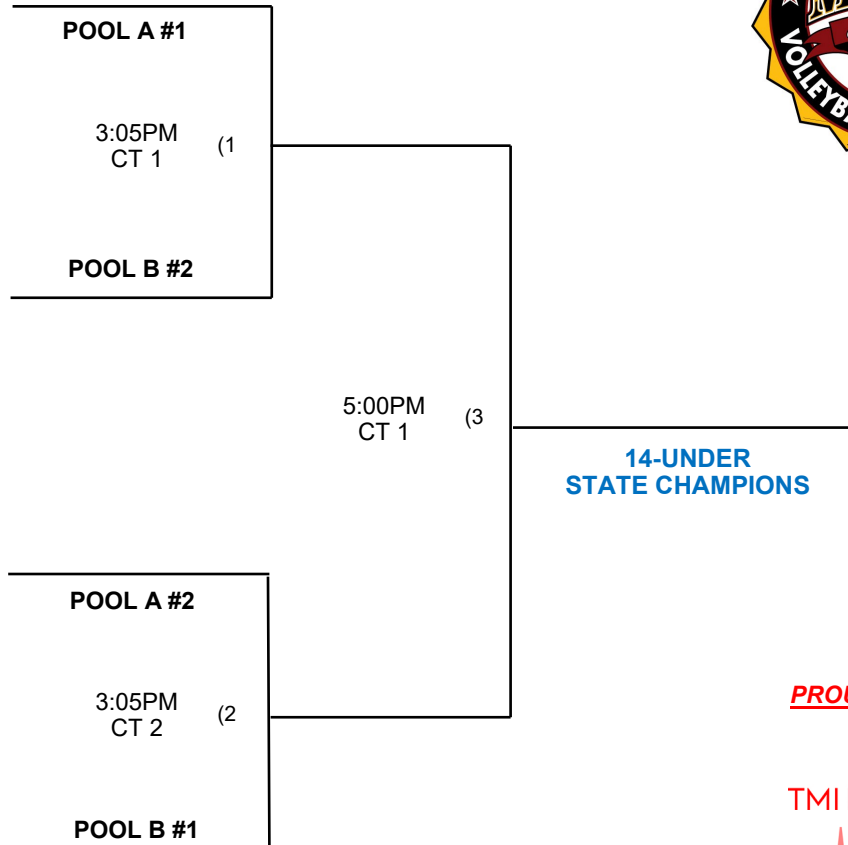 POOL A #1
3:05PM
CT 1
(1
POOL B #2
5:00PM
CT 1
(3
14-UNDER
STATE CHAMPIONS
POOL A #2
3:05PM
CT 2
(2
POOL B #1
TMI